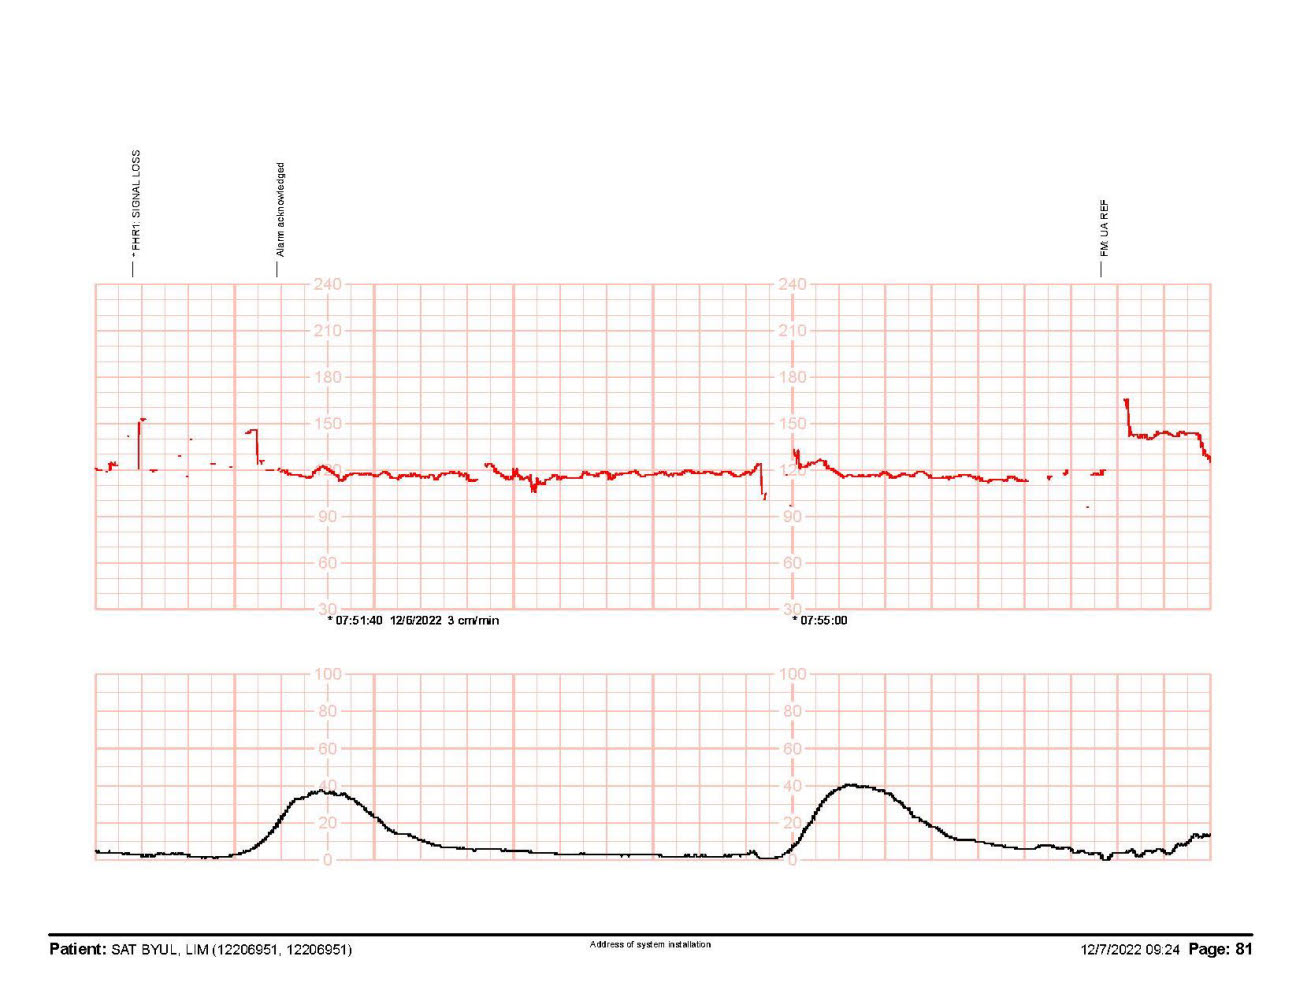 * FHR1: SIGNAL LOSS
Alarm acknowledged
FM: UA REF
240 240
210 210
180 180
150 150
120 120
90 90
60 60
30 30
* 07:51:40 12/6/2022 3 cm/min * 07:55:00
100 100
80 80
60 60
40 40
20 20
0 0
Patient: SAT BYUL, LIM (12206951, 12206951) Address of system installation 12/7/2022 09:24 Page: 81